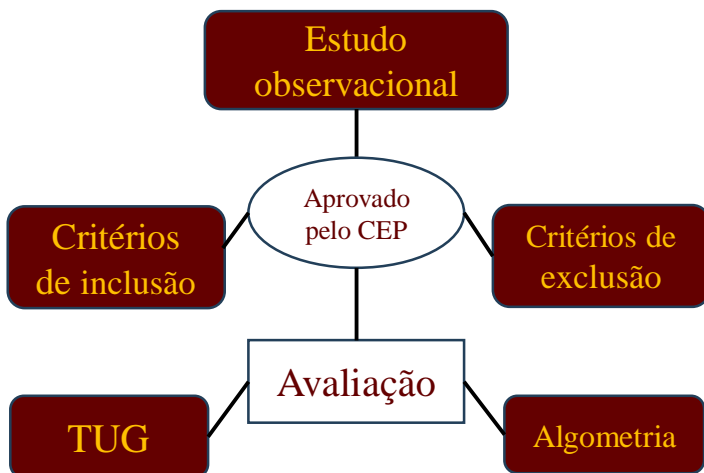 Estudo
observacional
Aprovado
pelo CEP
Critérios
de inclusão
Critérios de
exclusão
Avaliação
TUG
Algometria